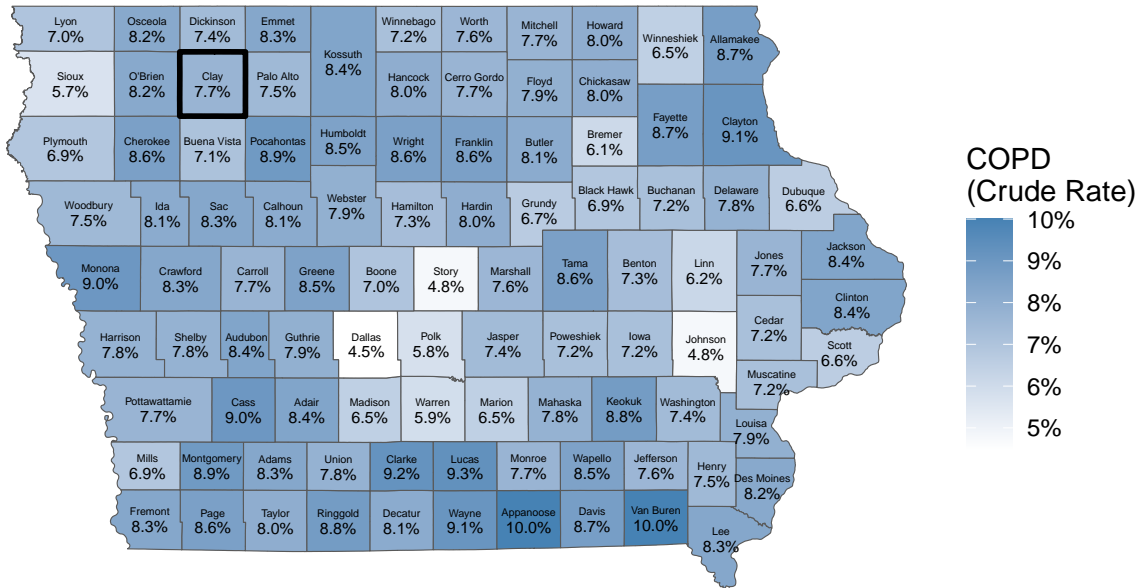 Lyon
7.0%
Osceola
8.2%
Dickinson
7.4%
Emmet
8.3%
Kossuth
8.4%
Winnebago
7.2%
Worth
7.6%
Mitchell
7.7%
Howard
8.0%
Winneshiek
6.5%
Allamakee
8.7%
Sioux
5.7%
O'Brien
8.2%
Clay
7.7%
Palo Alto
7.5%
Hancock
8.0%
Cerro Gordo
7.7%
Floyd
7.9%
Chickasaw
8.0%
Fayette
8.7%
Clayton
9.1%
Plymouth
6.9%
Cherokee
8.6%
Buena Vista
7.1%
Pocahontas
8.9%
Humboldt
8.5%
Wright
8.6%
Franklin
8.6%
Butler
8.1%
Bremer
6.1%
Woodbury
7.5%
Ida
8.1%
Sac
8.3%
Calhoun
8.1%
Webster
7.9%
Hamilton
7.3%
Hardin
8.0%
Grundy
6.7%
Black Hawk
6.9%
Buchanan
7.2%
Delaware
7.8%
Dubuque
6.6%
Monona
9.0%
Crawford
8.3%
Carroll
7.7%
Greene
8.5%
Boone
7.0%
Story
4.8%
Marshall
7.6%
Tama
8.6%
Benton
7.3%
Linn
6.2%
Jones
7.7%
Jackson
8.4%
Clinton
8.4%
Harrison
7.8%
Shelby
7.8%
Audubon
8.4%
Guthrie
7.9%
Dallas
4.5%
Polk
5.8%
Jasper
7.4%
Poweshiek
7.2%
Iowa
7.2%
Johnson
4.8%
Cedar
7.2%
Scott
6.6%
Muscatine
7.2%
Pottawattamie
7.7%
Cass
9.0%
Adair
8.4%
Madison
6.5%
Warren
5.9%
Marion
6.5%
Mahaska
7.8%
Keokuk
8.8%
Washington
7.4%
Louisa
7.9%
Mills
6.9%
Montgomery
8.9%
Adams
8.3%
Union
7.8%
Clarke
9.2%
Lucas
9.3%
Monroe
7.7%
Wapello
8.5%
Jefferson
7.6%
Henry
7.5%
Des Moines
8.2%
Fremont
8.3%
Page
8.6%
Taylor
8.0%
Ringgold
8.8%
Decatur
8.1%
Wayne
9.1%
Appanoose
10.0%
Davis
8.7%
Van Buren
10.0%
Lee
8.3%
COPD
(Crude Rate)
10%
9%
8%
7%
6%
5%